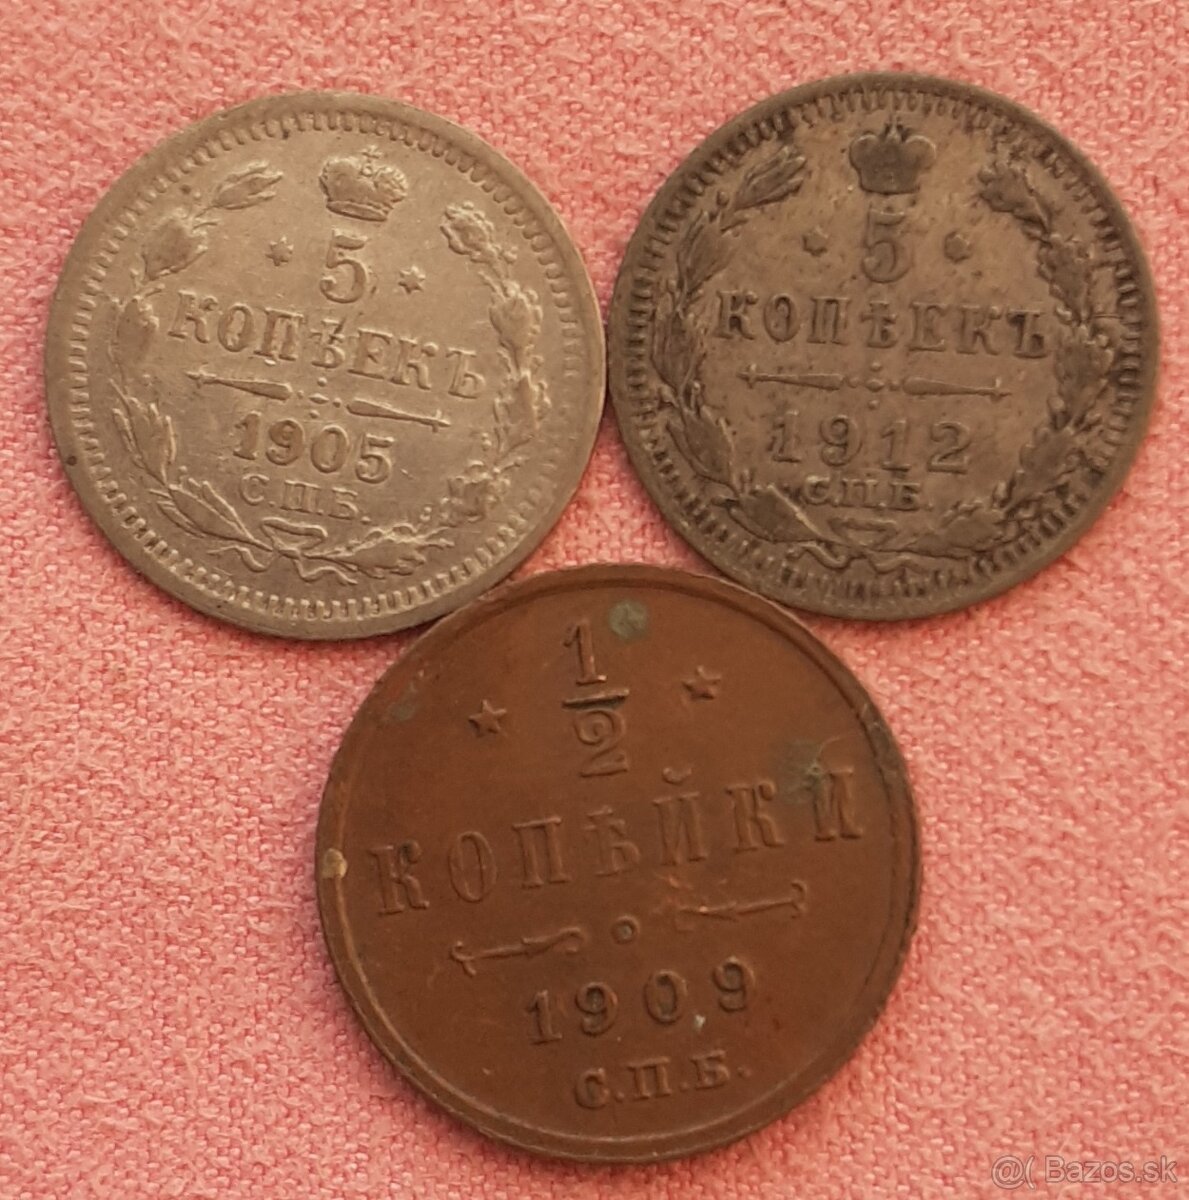 5
КОПѢЕКЪ
1905
С.П.Б.
5
КОПѢЕКЪ
1912
С.П.Б.
1
2
КОПѢЙКИ
1909
С.П.Б.
@( Bazos.sk